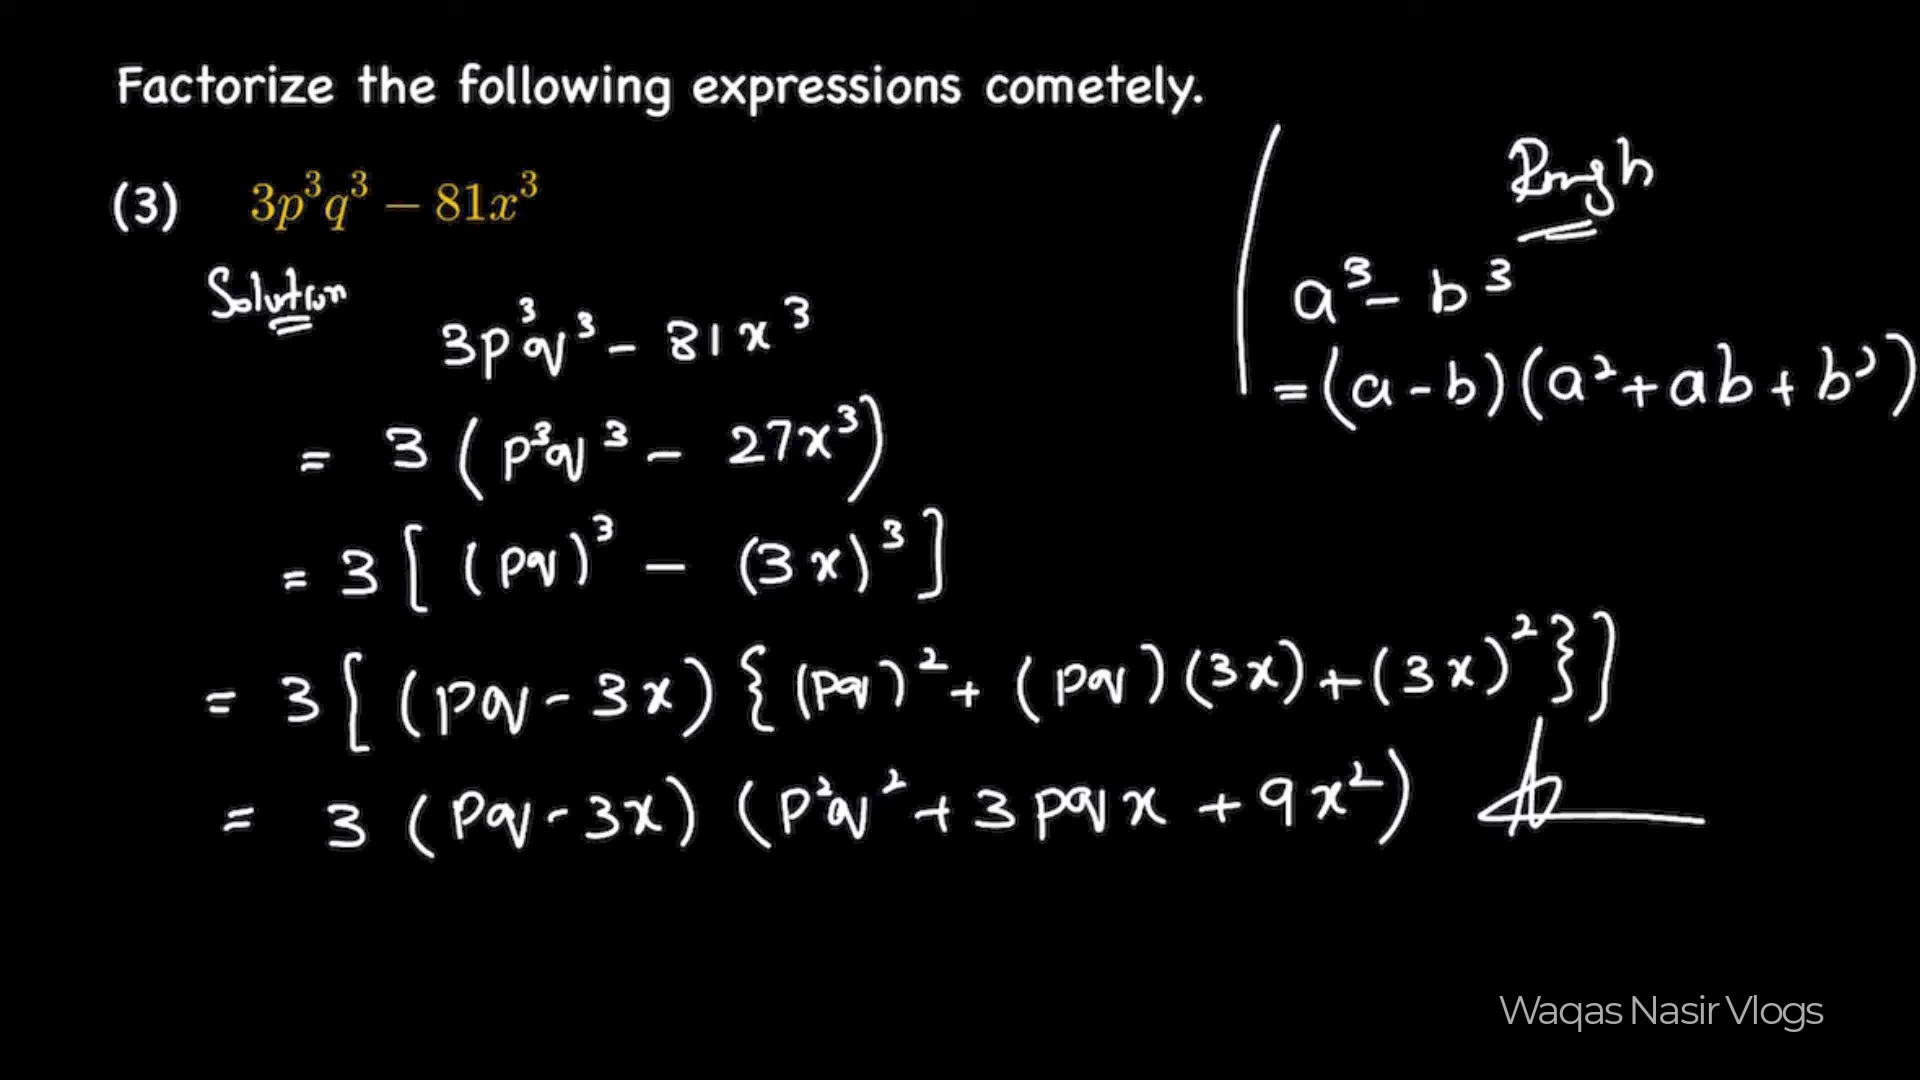 Factorize the following expressions cometely.
(3) 3p³q³ − 81x³
Rough
Solution
a³ - b³
3p³q³ - 81x³
= (a - b)(a² + ab + b²)
= 3 (p³q³ - 27x³)
= 3 [ (pq)³ - (3x)³ ]
= 3 [ (pq - 3x) { (pq)² + (pq)(3x) + (3x)² } ]
= 3 (pq - 3x) (p²q² + 3pqx + 9x²)
Waqas Nasir Vlogs